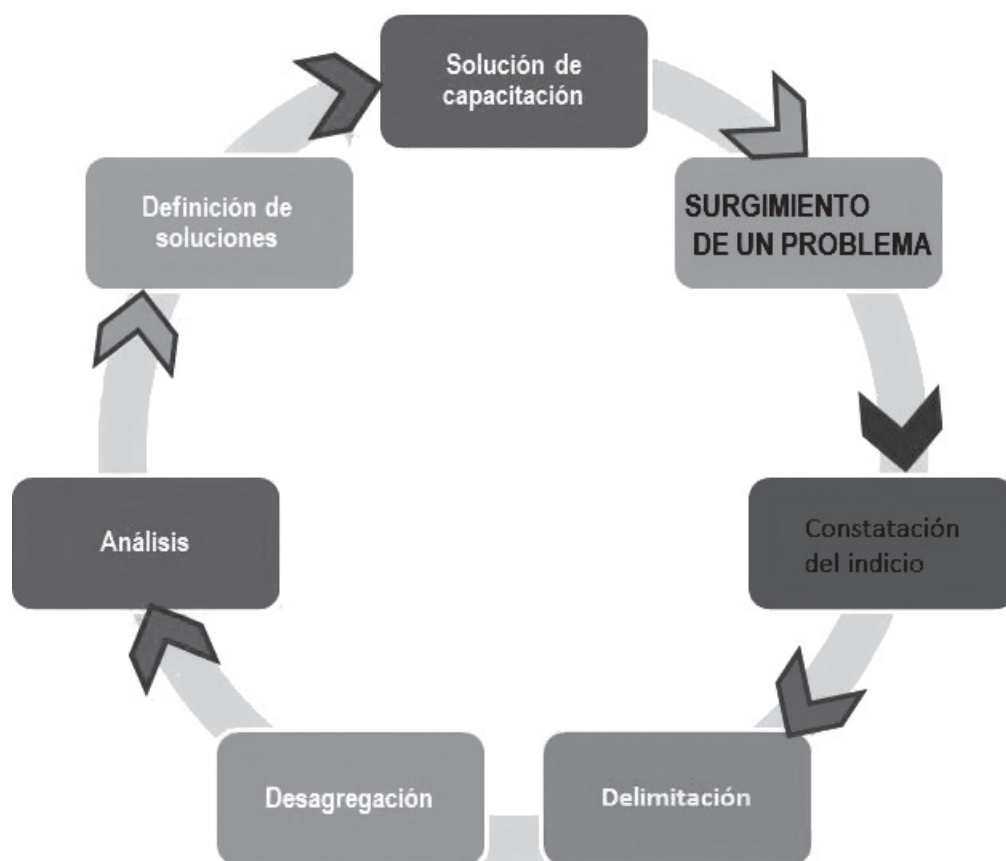 Solución de
capacitación
SURGIMIENTO
DE UN PROBLEMA
Constatación
del indicio
Delimitación
Desagregación
Análisis
Definición de
soluciones